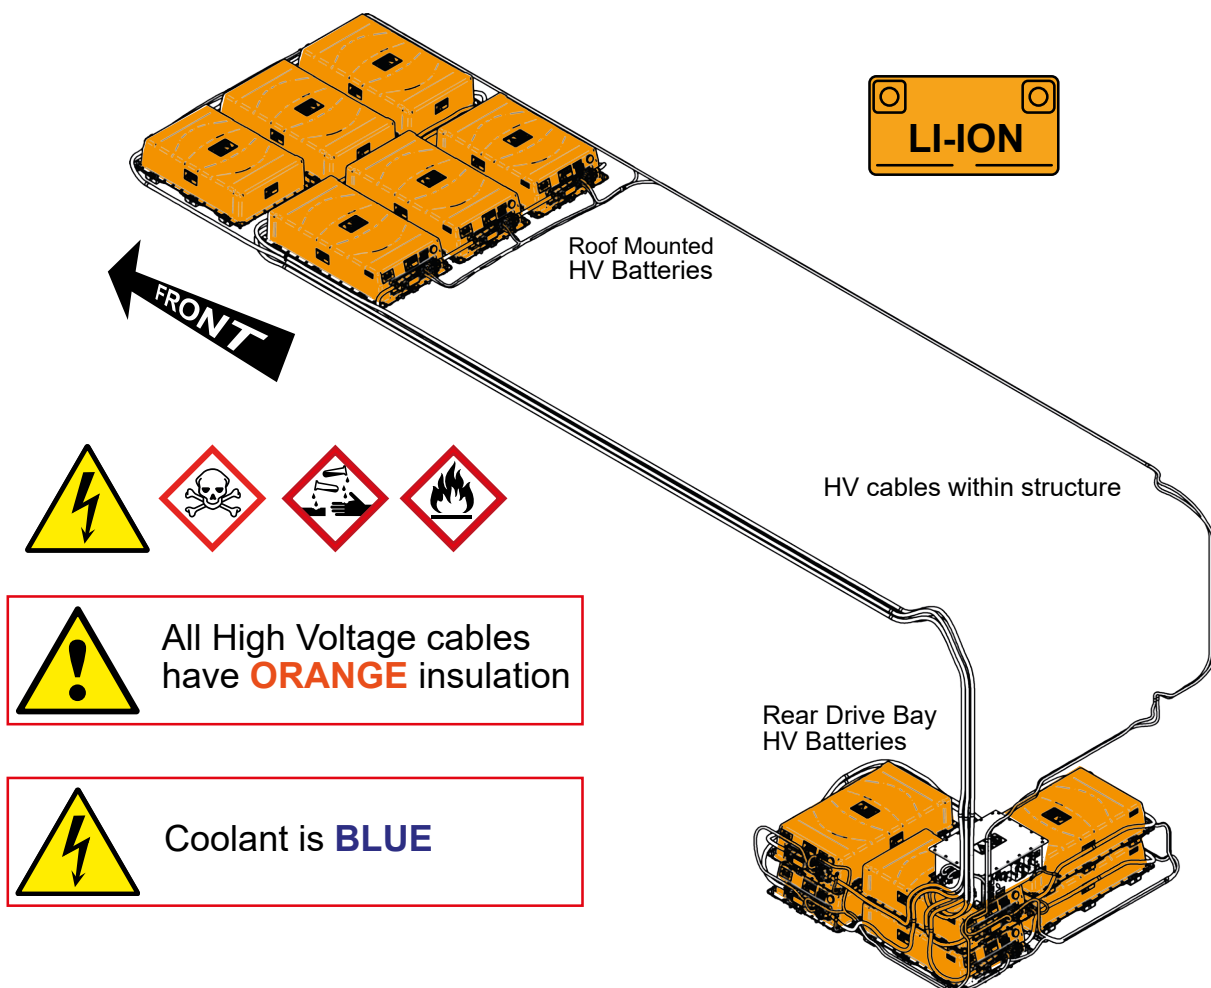 LI-ION
Roof Mounted
HV Batteries
FRONT
HV cables within structure
All High Voltage cables
have ORANGE insulation
Rear Drive Bay
HV Batteries
Coolant is BLUE